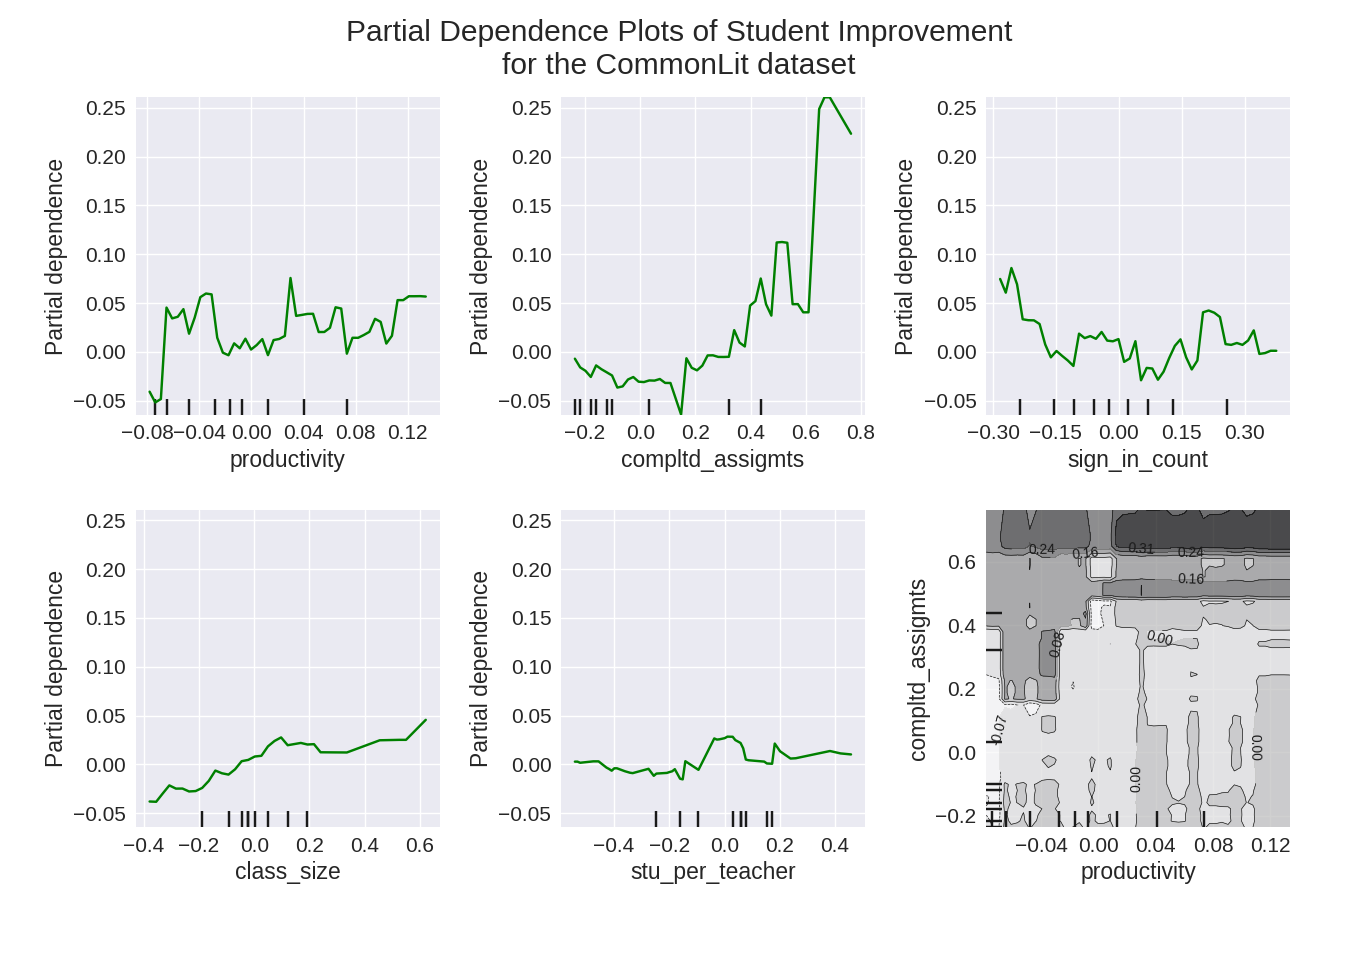 Partial Dependence Plots of Student Improvement
for the CommonLit dataset
Partial dependence
0.25
0.20
0.15
0.10
0.05
0.00
−0.05
−0.08 −0.04 0.00 0.04 0.08 0.12
productivity
Partial dependence
0.25
0.20
0.15
0.10
0.05
0.00
−0.05
−0.2 0.0 0.2 0.4 0.6 0.8
compltd_assigmts
Partial dependence
0.25
0.20
0.15
0.10
0.05
0.00
−0.05
−0.30 −0.15 0.00 0.15 0.30
sign_in_count
Partial dependence
0.25
0.20
0.15
0.10
0.05
0.00
−0.05
−0.4 −0.2 0.0 0.2 0.4 0.6
class_size
Partial dependence
0.25
0.20
0.15
0.10
0.05
0.00
−0.05
−0.4 −0.2 0.0 0.2 0.4
stu_per_teacher
compltd_assigmts
0.6
0.4
0.2
0.0
−0.2
0.24 0.16 0.31 0.24
0.16
0.08
0.00
-0.07
0.00
0.00
−0.04 0.00 0.04 0.08 0.12
productivity